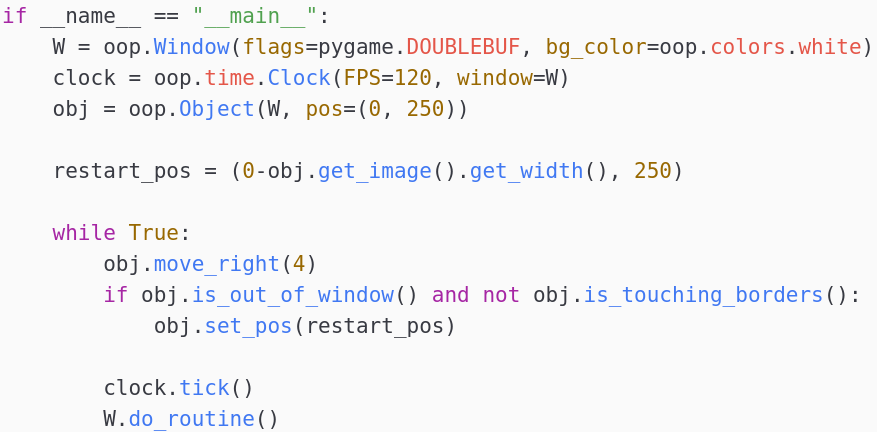 if __name__ == "__main__":
    W = oop.Window(flags=pygame.DOUBLEBUF, bg_color=oop.colors.white)
    clock = oop.time.Clock(FPS=120, window=W)
    obj = oop.Object(W, pos=(0, 250))

    restart_pos = (0-obj.get_image().get_width(), 250)

    while True:
        obj.move_right(4)
        if obj.is_out_of_window() and not obj.is_touching_borders():
            obj.set_pos(restart_pos)

        clock.tick()
        W.do_routine()